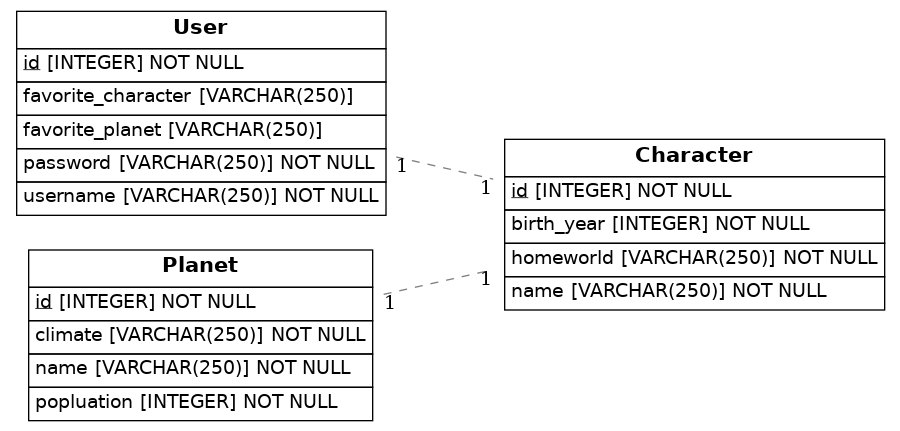 User
id [INTEGER] NOT NULL
favorite_character [VARCHAR(250)]
favorite_planet [VARCHAR(250)]
password [VARCHAR(250)] NOT NULL
username [VARCHAR(250)] NOT NULL
1
1
Character
id [INTEGER] NOT NULL
birth_year [INTEGER] NOT NULL
homeworld [VARCHAR(250)] NOT NULL
name [VARCHAR(250)] NOT NULL
Planet
id [INTEGER] NOT NULL
climate [VARCHAR(250)] NOT NULL
name [VARCHAR(250)] NOT NULL
popluation [INTEGER] NOT NULL
1
1